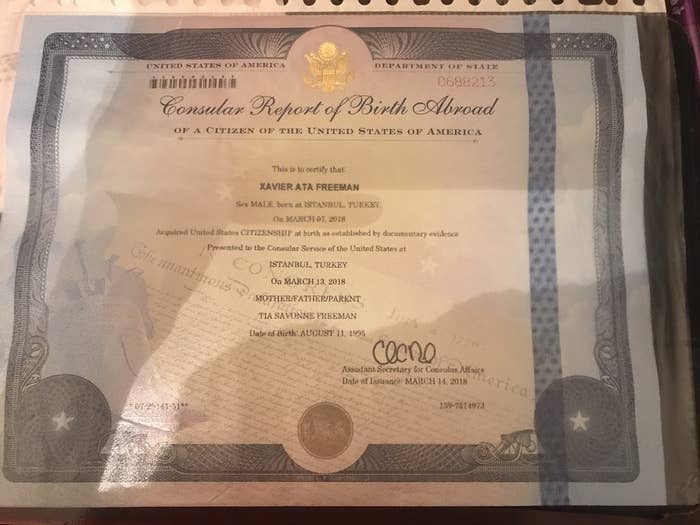 UNITED STATES OF AMERICA
DEPARTMENT OF STATE
0688213
Consular Report of Birth Abroad
OF A CITIZEN OF THE UNITED STATES OF AMERICA
This is to certify that
XAVIER ATA FREEMAN
Sex MALE, born at ISTANBUL, TURKEY,
On MARCH 07, 2018
Acquired United States CITIZENSHIP at birth as established by documentary evidence
Presented to the Consular Service of the United States at
ISTANBUL, TURKEY
On MARCH 13, 2018
CONGRESS
MOTHER/FATHER/PARENT
TIA SAVONNE FREEMAN
Date of Birth: AUGUST 11, 1995
Assistant Secretary for Consular Affairs
Date of Issuance: MARCH 14, 2018
America
159-7614973